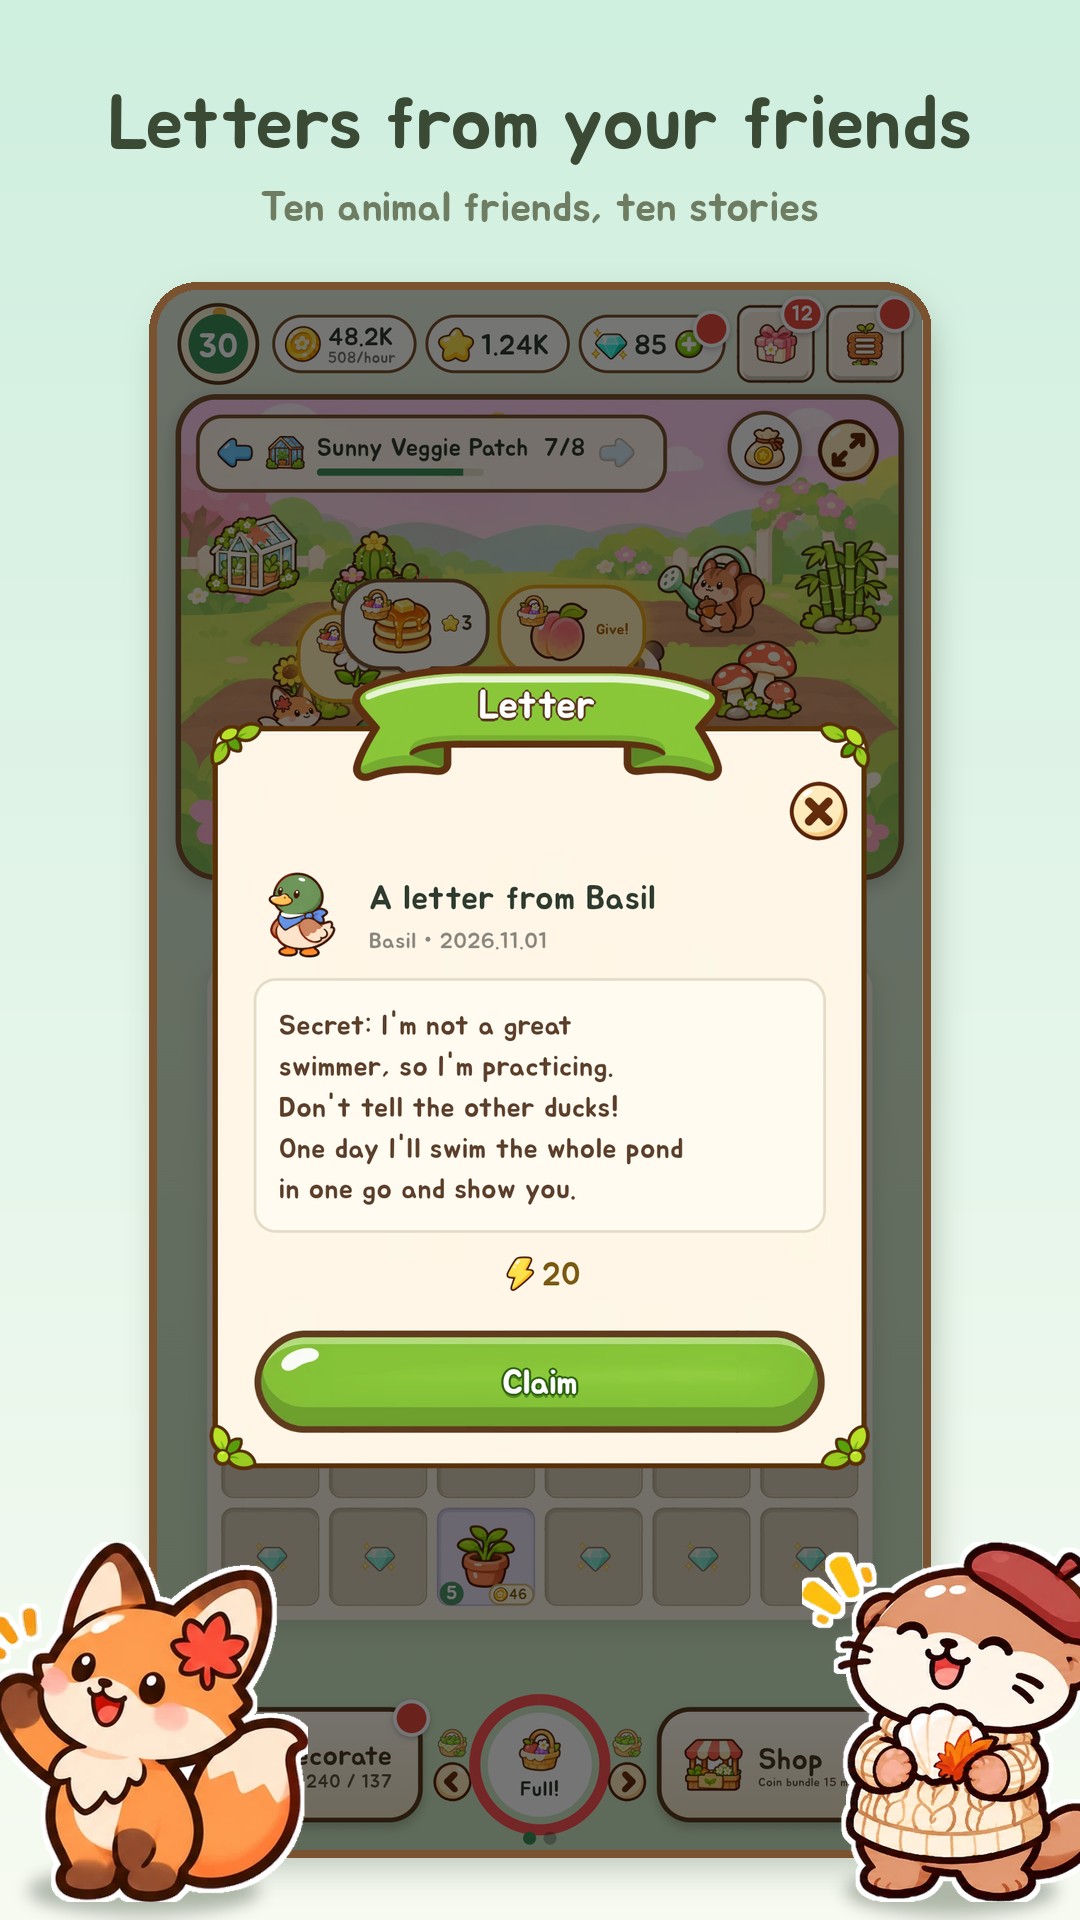 Letters from your friends
Ten animal friends, ten stories
30
48.2K
508/hour
1.24K
85
12
Sunny Veggie Patch 7/8
3
Give!
Letter
A letter from Basil
Basil • 2026.11.01
Secret: I'm not a great
swimmer, so I'm practicing.
Don't tell the other ducks!
One day I'll swim the whole pond
in one go and show you.
20
Claim
5
46
ecorate
240 / 137
Full!
Shop
Coin bundle 15 m